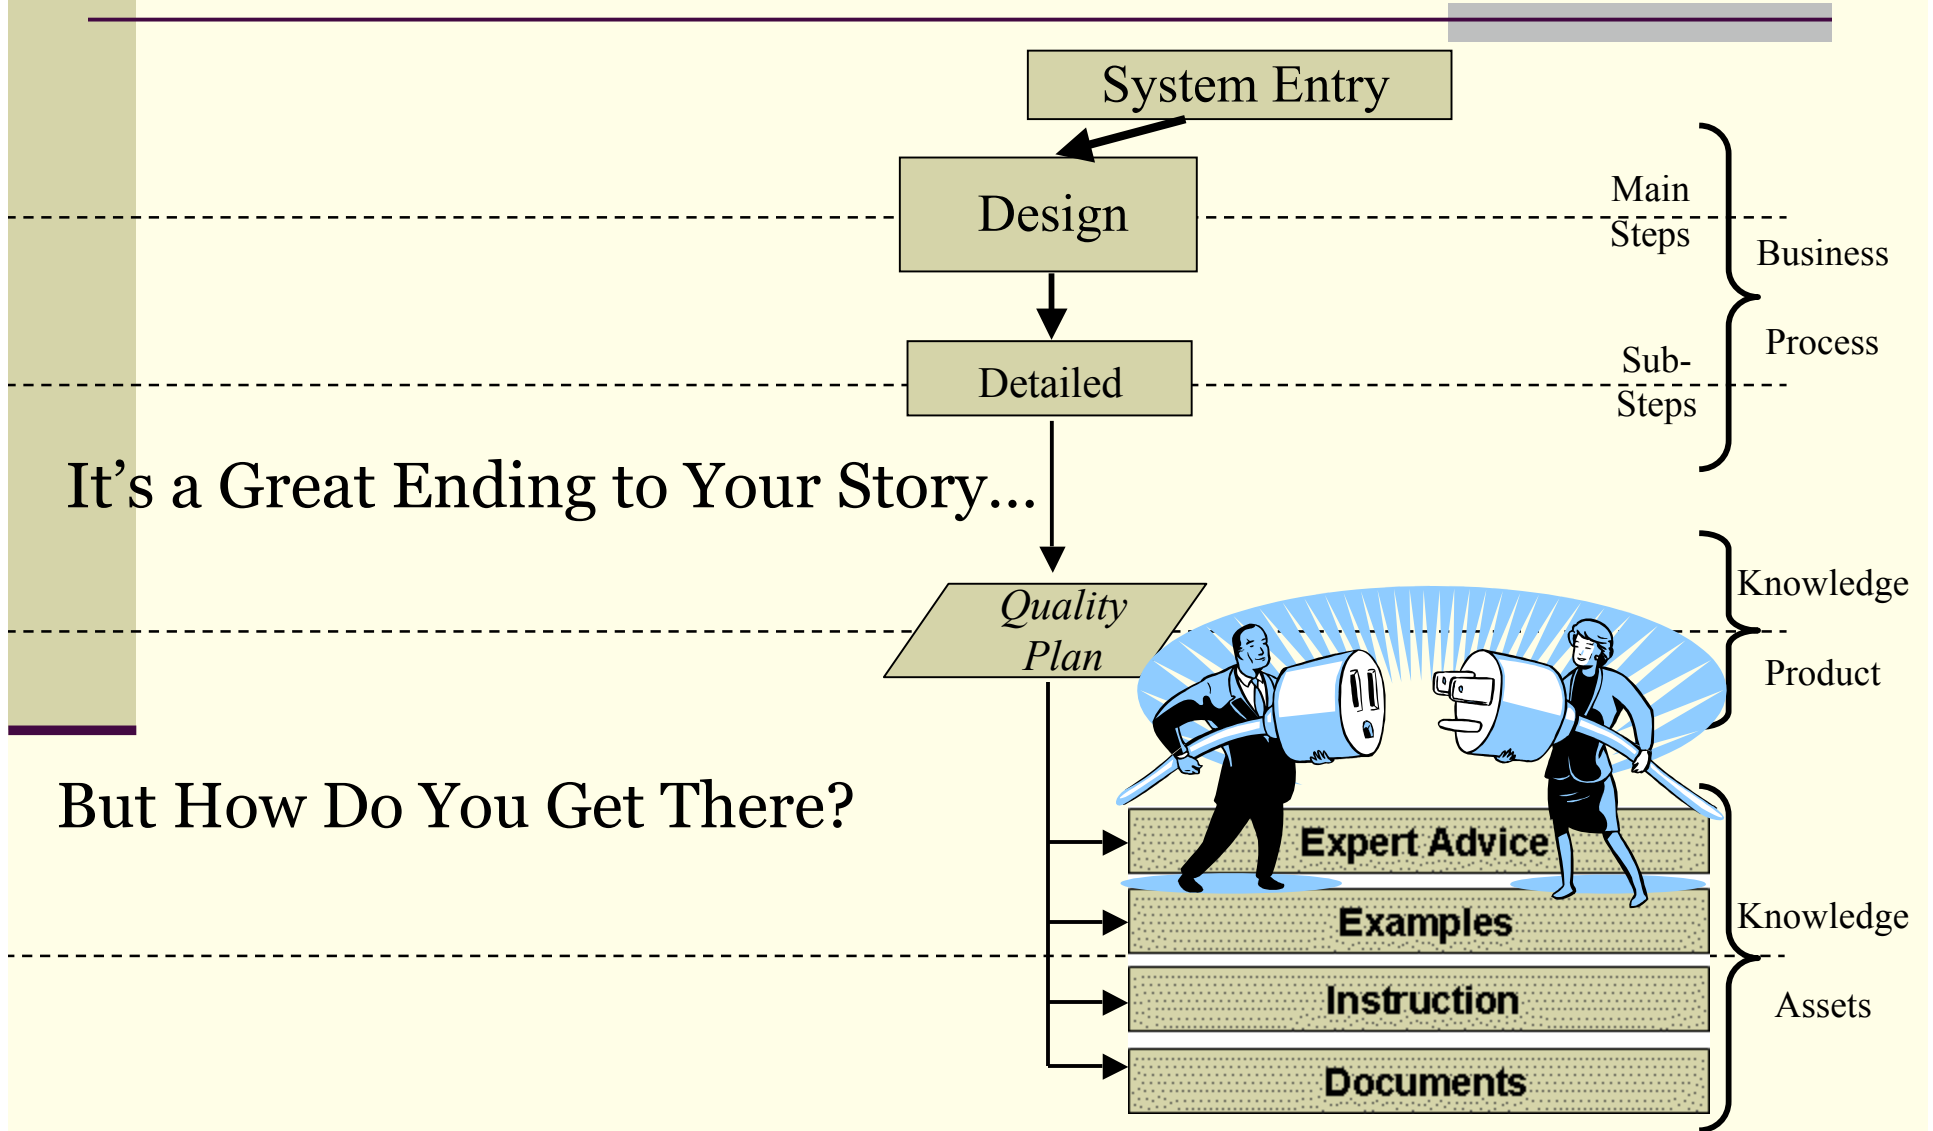 System Entry
Design
Main
Steps
Business
Process
Detailed
Sub-
Steps
It’s a Great Ending to Your Story…
Quality
Plan
Knowledge
Product
But How Do You Get There?
Expert Advice
Examples
Instruction
Documents
Knowledge
Assets